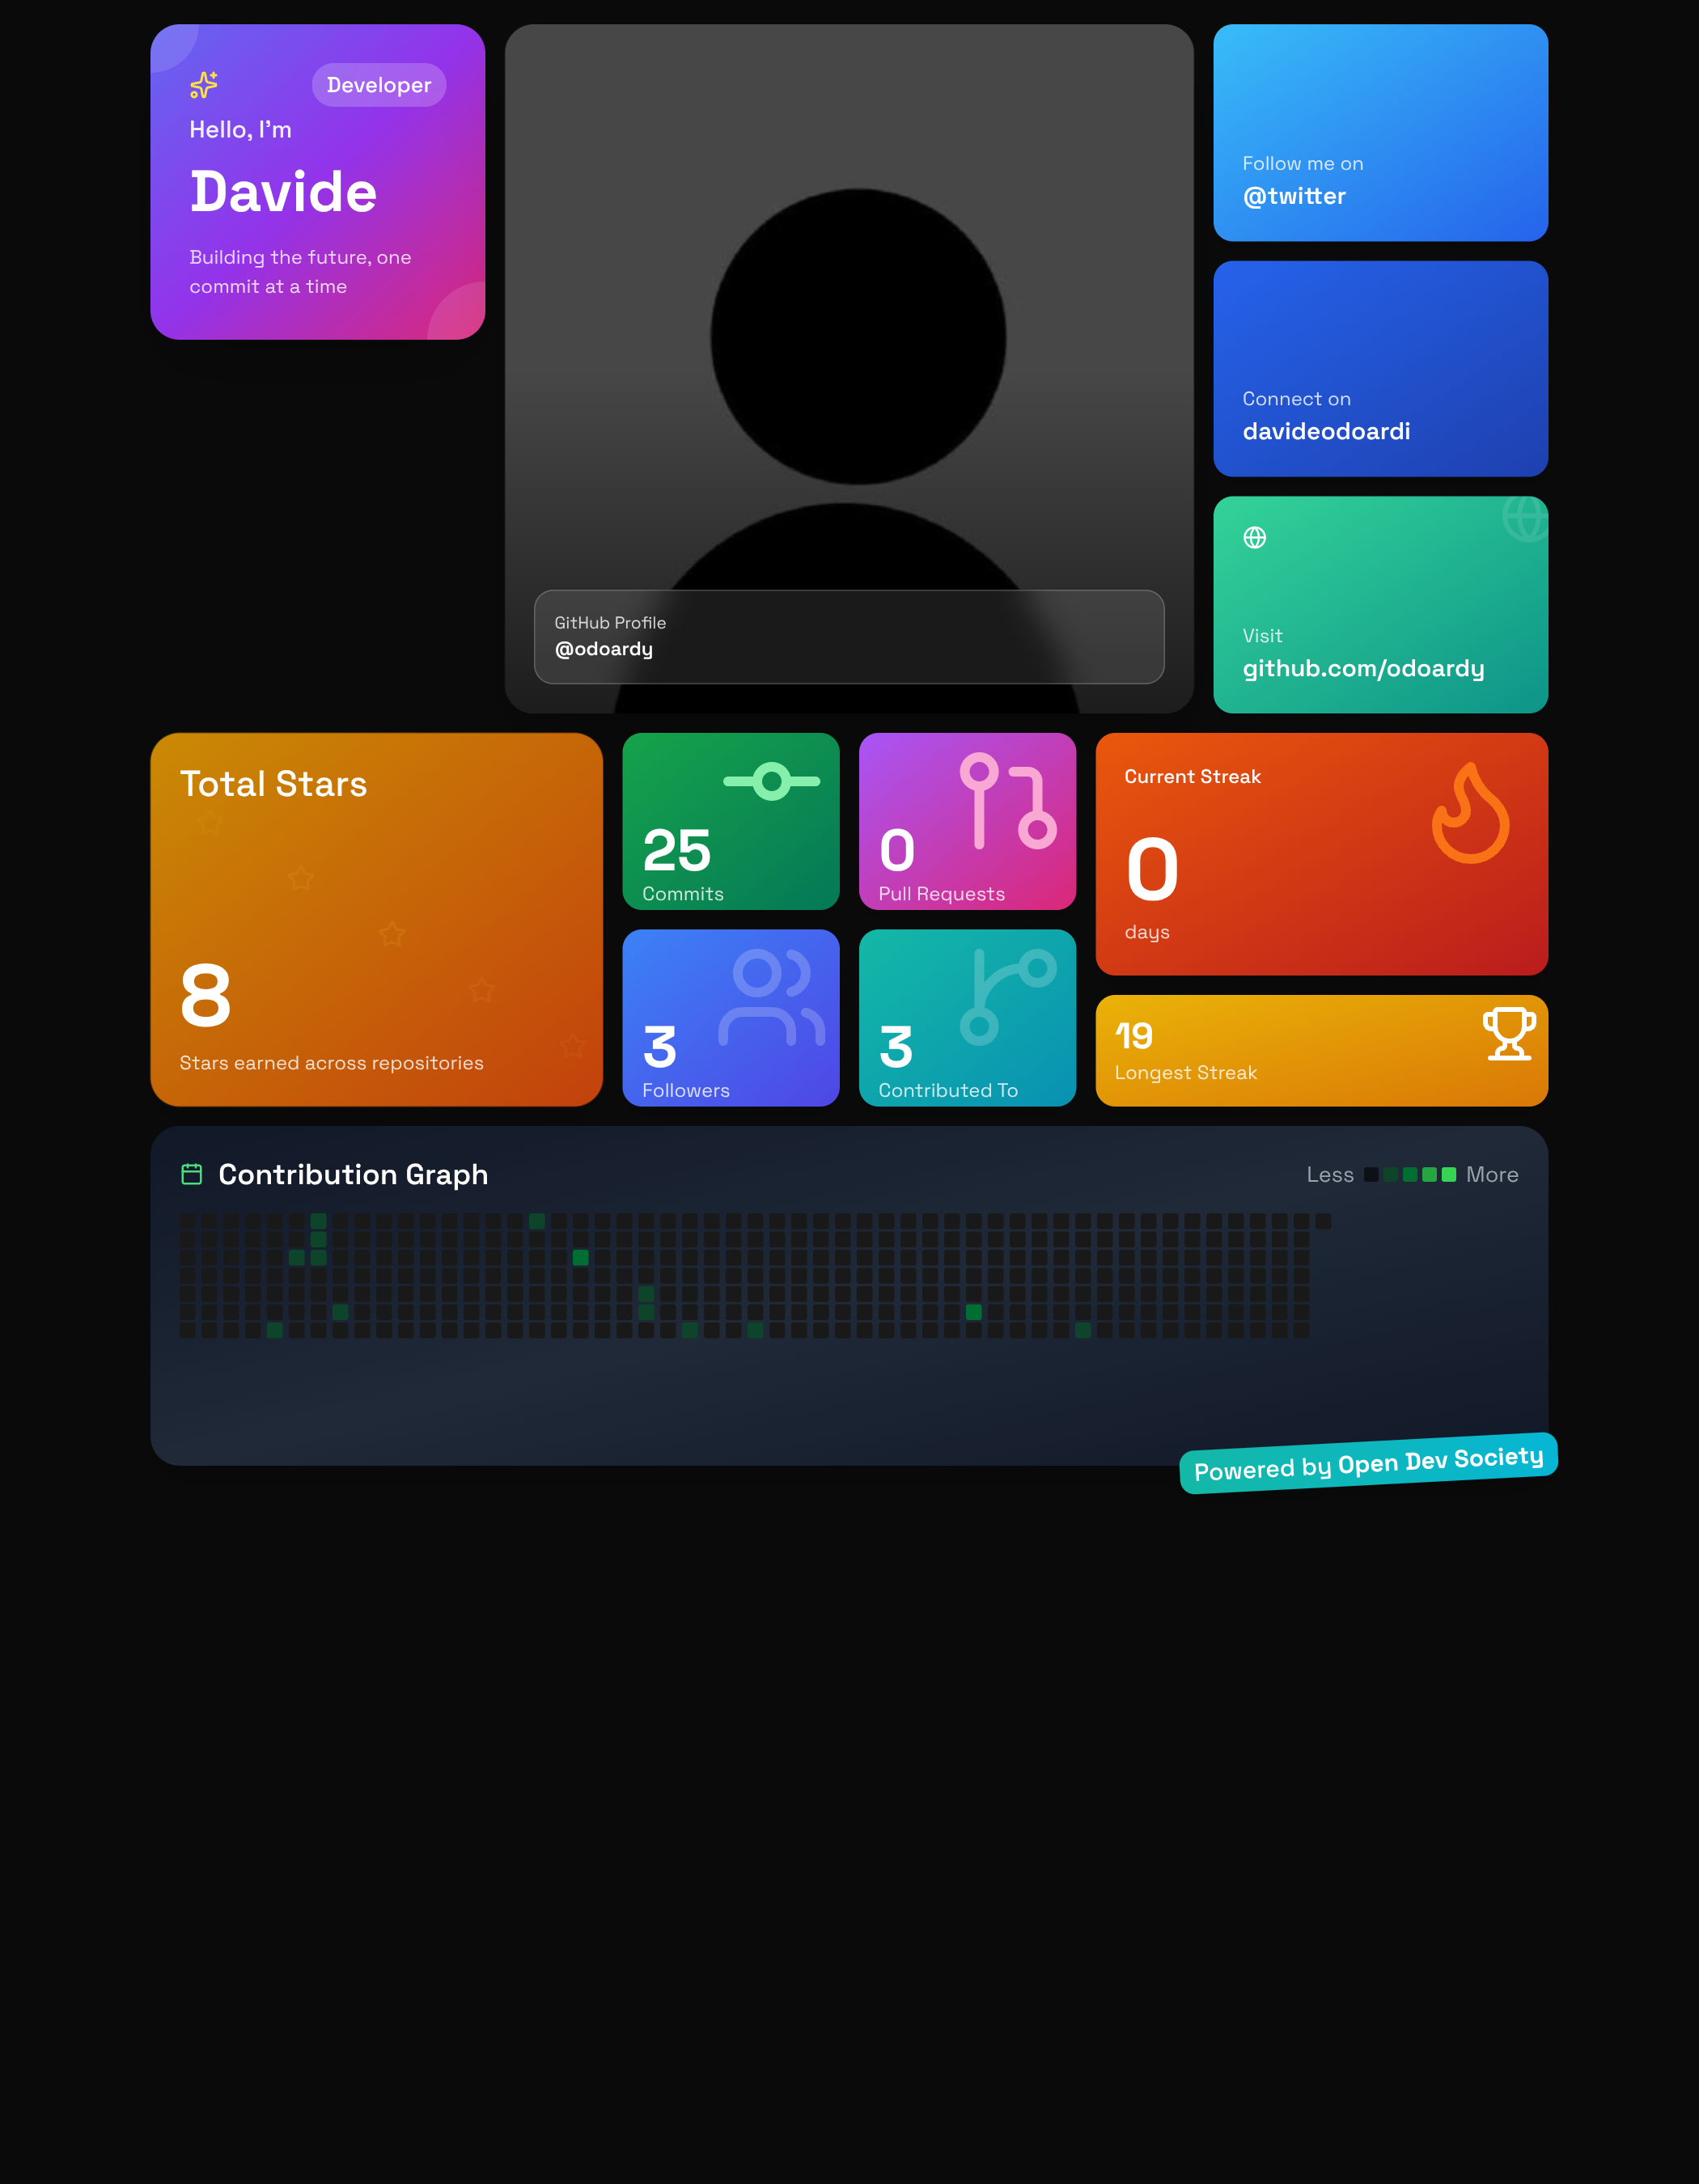 Developer
Hello, I'm
Davide
Building the future, one
commit at a time
GitHub Profile
@odoardy
Follow me on
@twitter
Connect on
davideodoardi
Visit
github.com/odoardy
Total Stars
8
Stars earned across repositories
25
Commits
0
Pull Requests
3
Followers
3
Contributed To
Current Streak
0
days
19
Longest Streak
Contribution Graph
Less
More
Powered by Open Dev Society